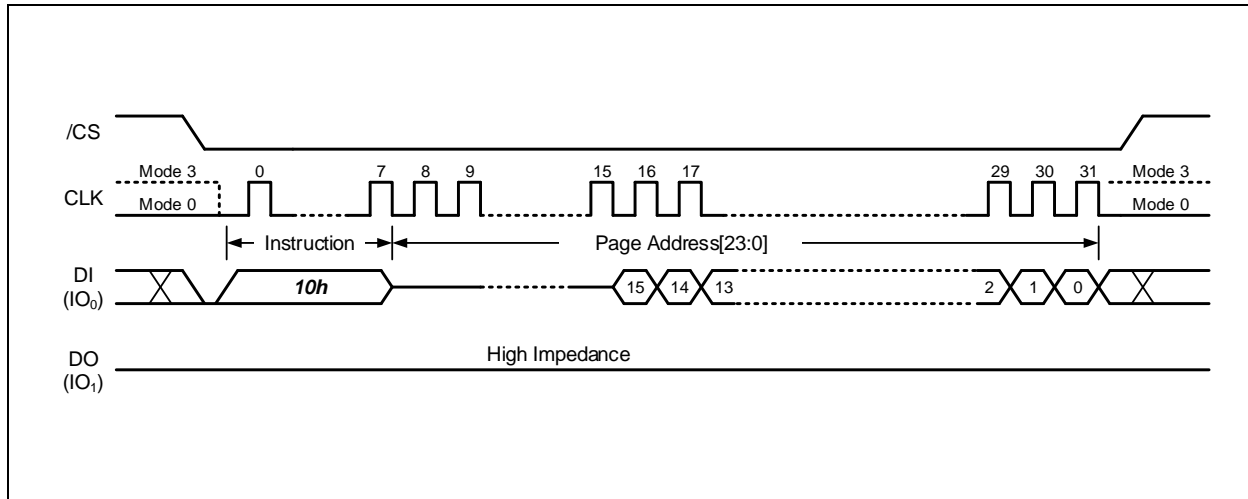 /CS
Mode 3 0 7 8 9 15 16 17 29 30 31 Mode 3
CLK
Mode 0 Mode 0
Instruction Page Address[23:0]
DI
(IO₀)
10h 15 14 13 2 1 0
High Impedance
DO
(IO₁)